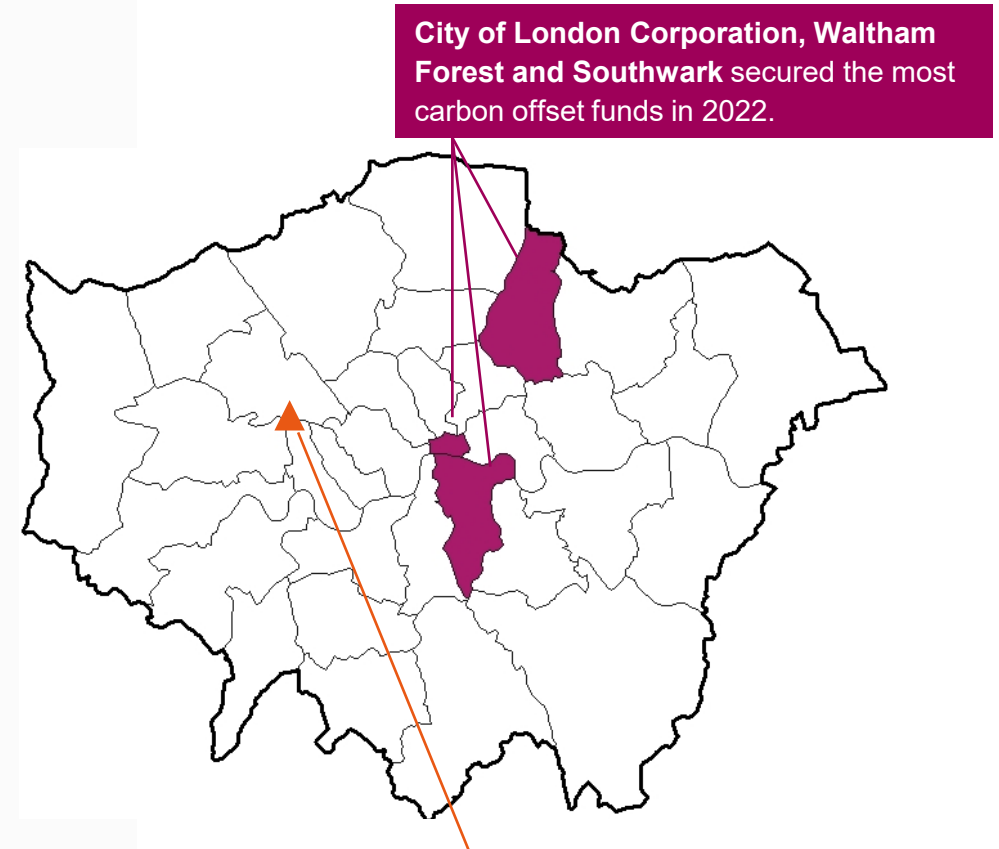 City of London Corporation, Waltham
Forest and Southwark secured the most
carbon offset funds in 2022.